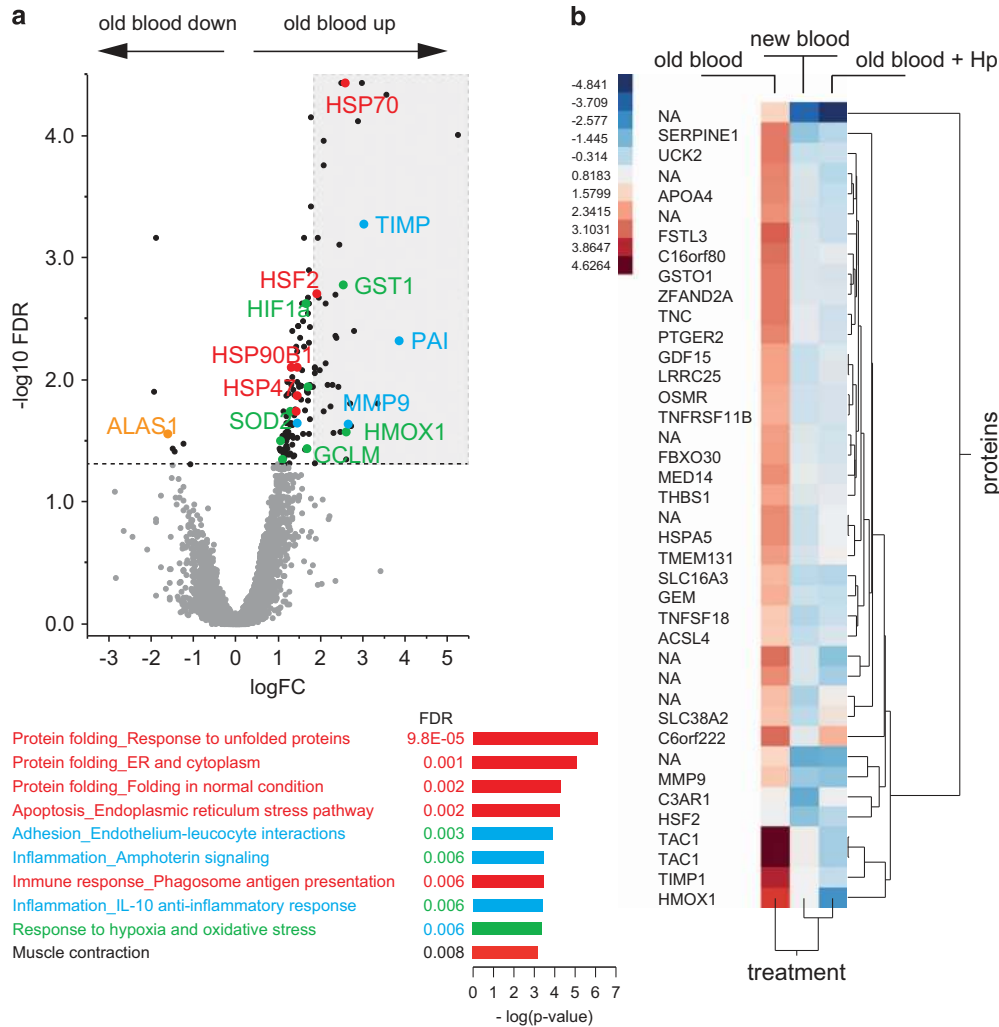 a
old blood down
old blood up
-log10 FDR
4.0
3.0
2.0
1.0
0.0
HSP70
TIMP
HSF2
GST1
HIF1a
PAI
HSP90B1
HSP47
MMP9
ALAS1
SOD2
HMOX1
GCLM
-3 -2 -1 0 1 2 3 4 5
logFC
FDR
Protein folding_Response to unfolded proteins 9.8E-05
Protein folding_ER and cytoplasm 0.001
Protein folding_Folding in normal condition 0.002
Apoptosis_Endoplasmic reticulum stress pathway 0.002
Adhesion_Endothelium-leucocyte interactions 0.003
Inflammation_Amphoterin signaling 0.006
Immune response_Phagosome antigen presentation 0.006
Inflammation_IL-10 anti-inflammatory response 0.006
Response to hypoxia and oxidative stress 0.006
Muscle contraction 0.008
0 1 2 3 4 5 6 7
- log(p-value)
b
new blood
old blood
old blood + Hp
-4.841
-3.709
-2.577
-1.445
-0.314
0.8183
1.5799
2.3415
3.1031
3.8647
4.6264
NA
SERPINE1
UCK2
NA
APOA4
NA
FSTL3
C16orf80
GSTO1
ZFAND2A
TNC
PTGER2
GDF15
LRRC25
OSMR
TNFRSF11B
NA
FBXO30
MED14
THBS1
NA
HSPA5
TMEM131
SLC16A3
GEM
TNFSF18
ACSL4
NA
NA
NA
SLC38A2
C6orf222
NA
MMP9
C3AR1
HSF2
TAC1
TAC1
TIMP1
HMOX1
proteins
treatment